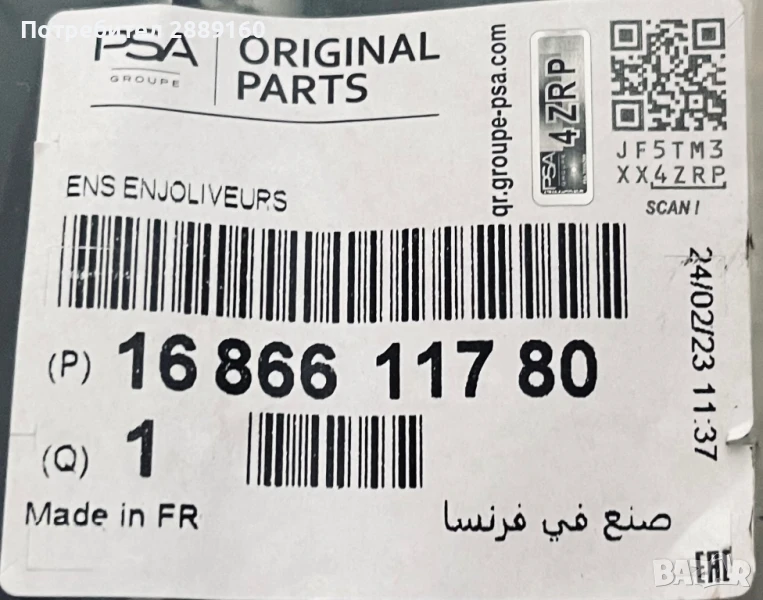 Потребител 2889160
PSA
GROUPE
ORIGINAL
PARTS
qr.groupe-psa.com
PSA
4ZRP
JF5TM3
XX4ZRP
SCAN!
ENS ENJOLIVEURS
24/02/23 11:37
(P) 16 866 117 80
(Q) 1
Made in FR
صنع في فرنسا
EAC
BAZAR